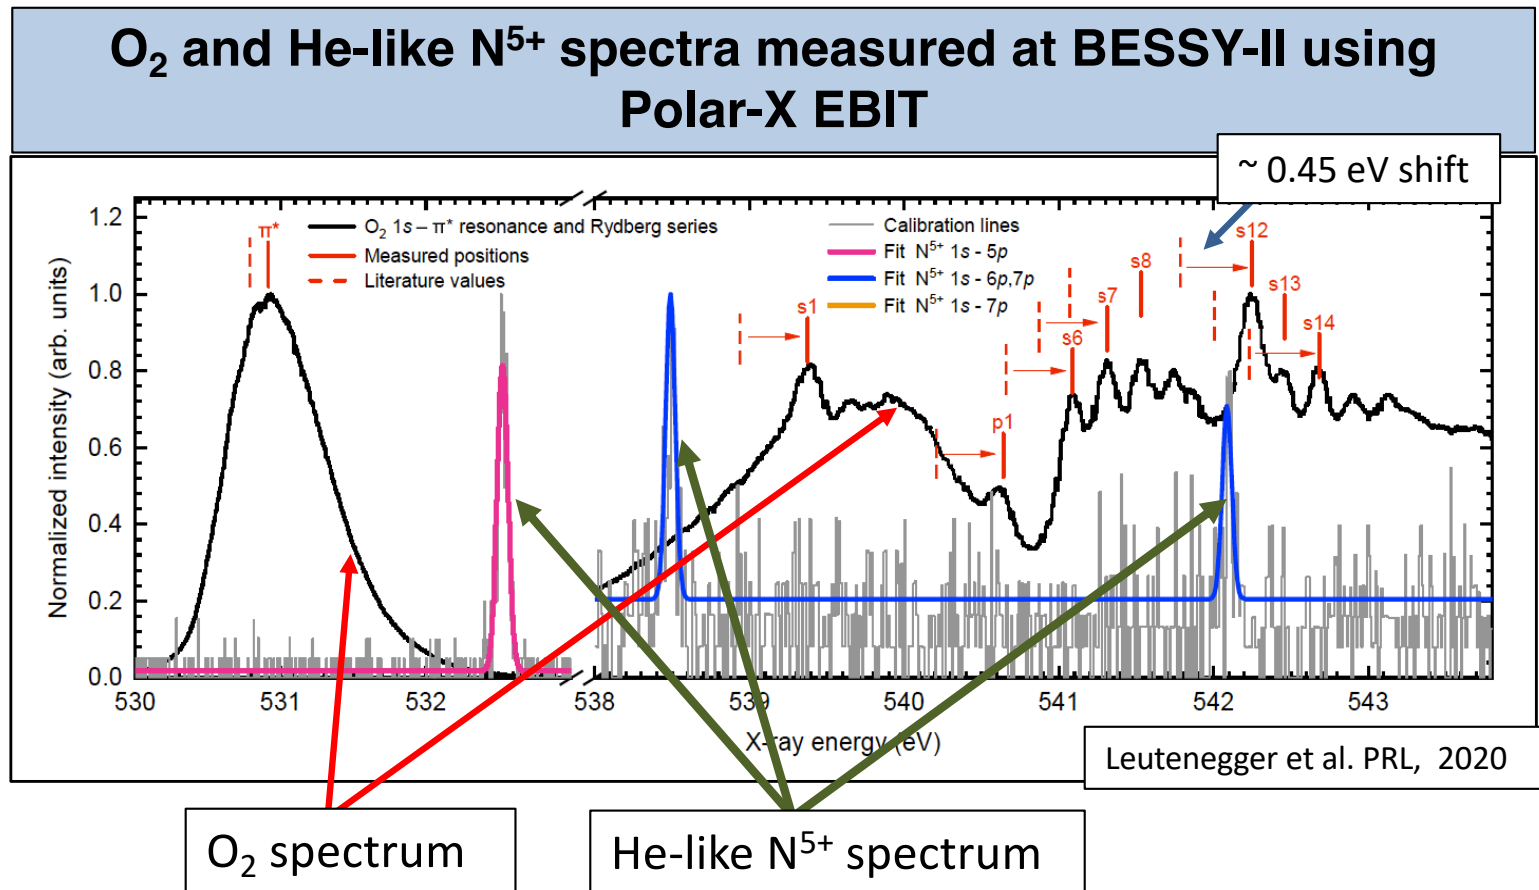 O₂ and He-like N⁵⁺ spectra measured at BESSY-II using
Polar-X EBIT
~ 0.45 eV shift
O₂ 1s – π* resonance and Rydberg series
Measured positions
Literature values
Calibration lines
Fit N⁵⁺ 1s - 5p
Fit N⁵⁺ 1s - 6p,7p
Fit N⁵⁺ 1s - 7p
π*
s1
p1
s6
s7
s8
s12
s13
s14
Normalized intensity (arb. units)
1.2
1.0
0.8
0.6
0.4
0.2
0.0
530
531
532
538
539
540
541
542
543
X-ray energy (eV)
Leutenegger et al. PRL, 2020
O₂ spectrum
He-like N⁵⁺ spectrum